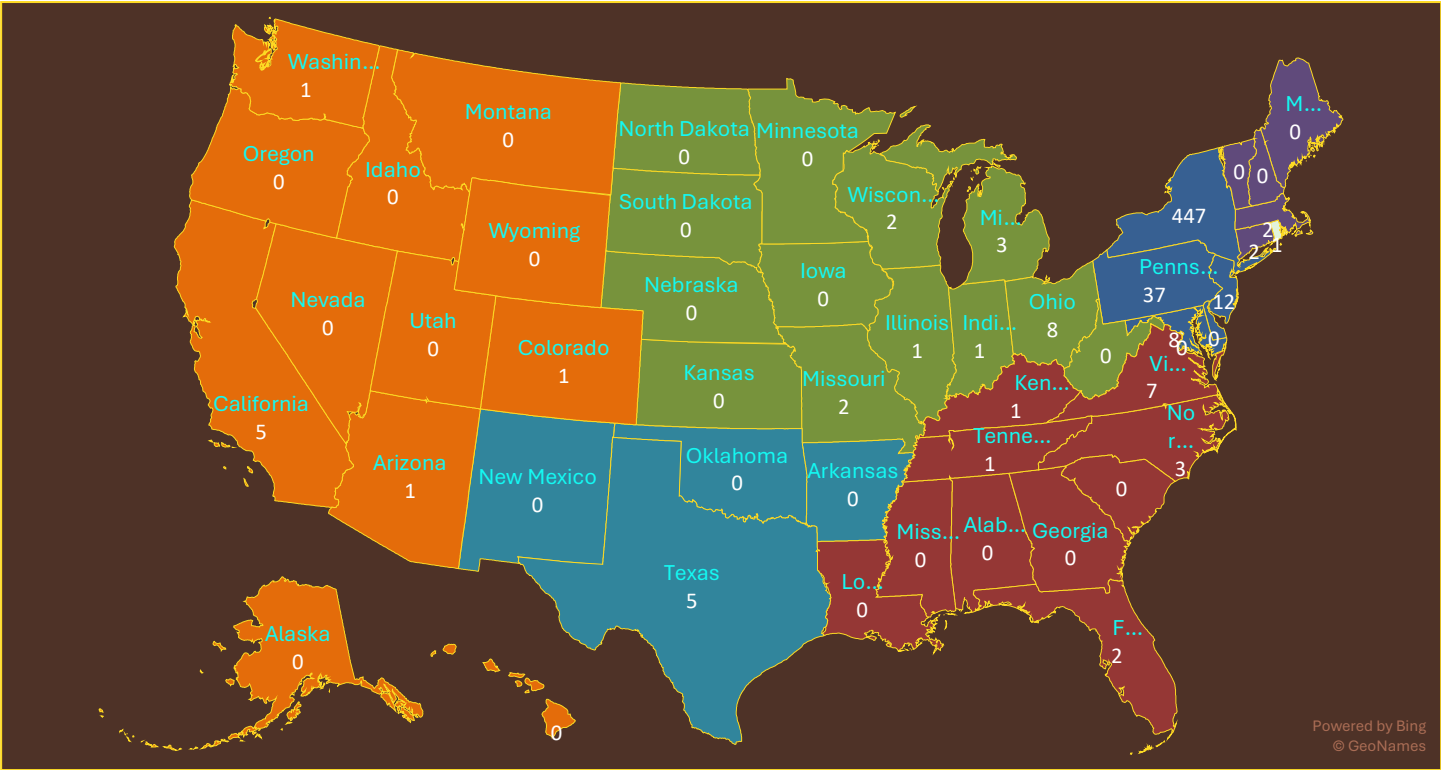 Washin...
1
Montana
0
North Dakota
0
Minnesota
0
M...
0
Oregon
0
Idaho
0
South Dakota
0
Wiscon...
2
Mi...
3
0
0
447
Wyoming
0
2
1
2
Nebraska
0
Iowa
0
Penns...
37
12
Nevada
0
Utah
0
Colorado
1
Illinois
1
Indi...
1
Ohio
8
0
8
0
0
Kansas
0
Missouri
2
Ken...
1
Vi...
7
California
5
Arizona
1
New Mexico
0
Oklahoma
0
Arkansas
0
Tenne...
1
No
r...
3
0
Miss...
0
Alab...
0
Georgia
0
Texas
5
Lo...
0
F...
2
Alaska
0
0
Powered by Bing
© GeoNames